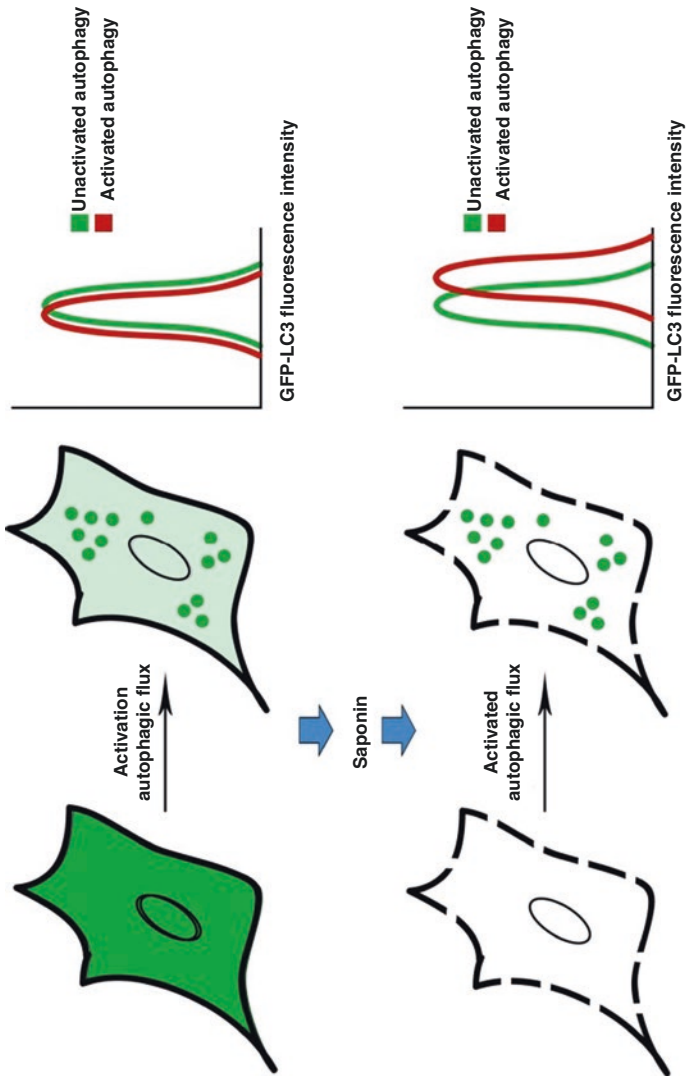 Activation
autophagic flux
Unactivated autophagy
Activated autophagy
GFP-LC3 fluorescence intensity
Saponin
Activated
autophagic flux
Unactivated autophagy
Activated autophagy
GFP-LC3 fluorescence intensity